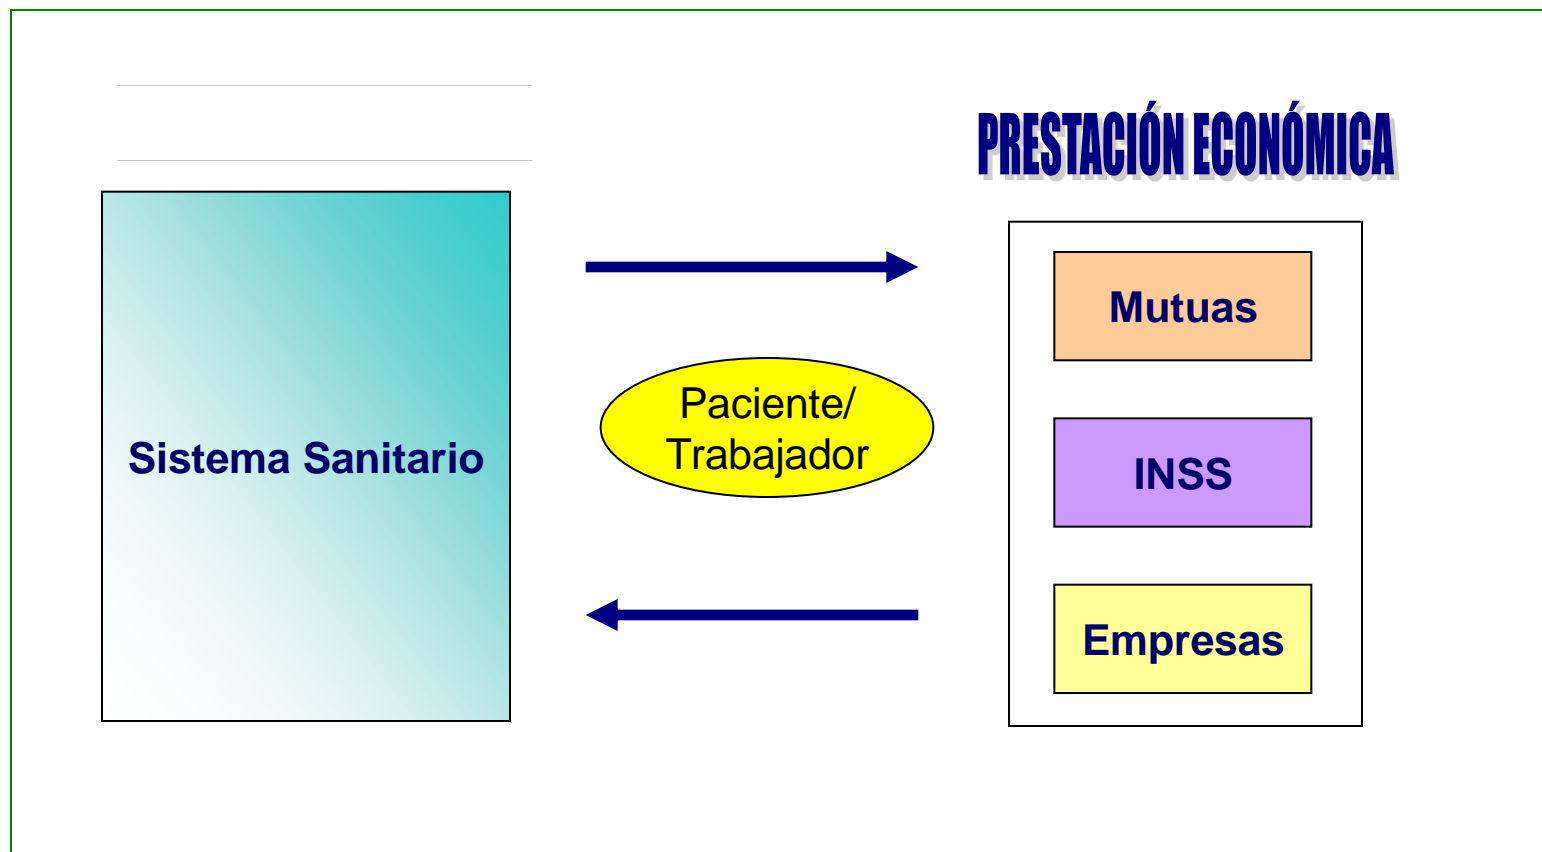 PRESTACIÓN ECONÓMICA
Sistema Sanitario
Paciente/
Trabajador
Mutuas
INSS
Empresas